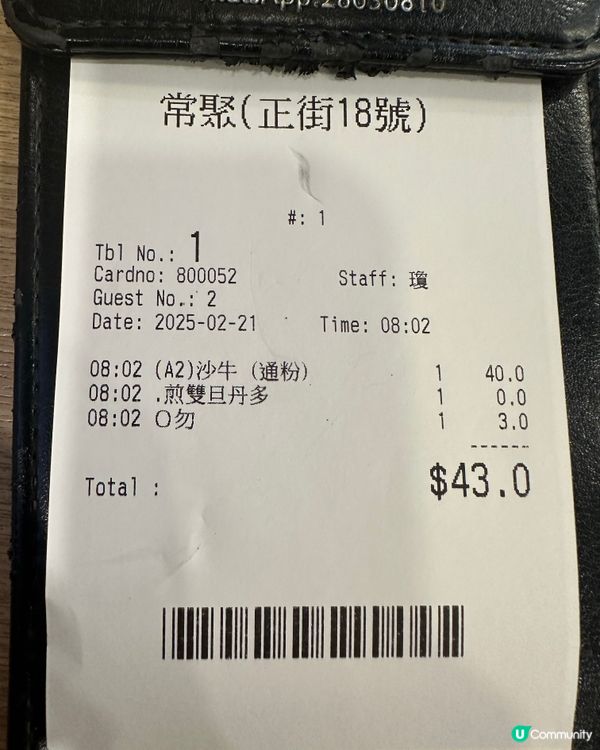 28030810
常聚(正街18號)
#: 1
Tbl No.: 1
Cardno: 800052 Staff: 瓊
Guest No.: 2
Date: 2025-02-21 Time: 08:02
08:02 (A2)沙牛 (通粉) 1 40.0
08:02 .煎雙旦丹多 1 0.0
08:02 O勿 1 3.0
Total : $43.0
U Community